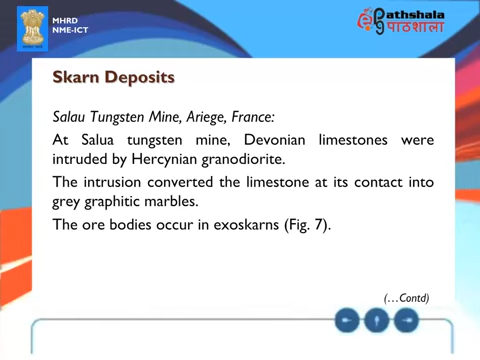 MHRD
NME-ICT
Pathshala
पाठशाला
Skarn Deposits
Salau Tungsten Mine, Ariege, France:
At Salua tungsten mine, Devonian limestones were
intruded by Hercynian granodiorite.
The intrusion converted the limestone at its contact into
grey graphitic marbles.
The ore bodies occur in exoskarns (Fig. 7).
(…Contd)